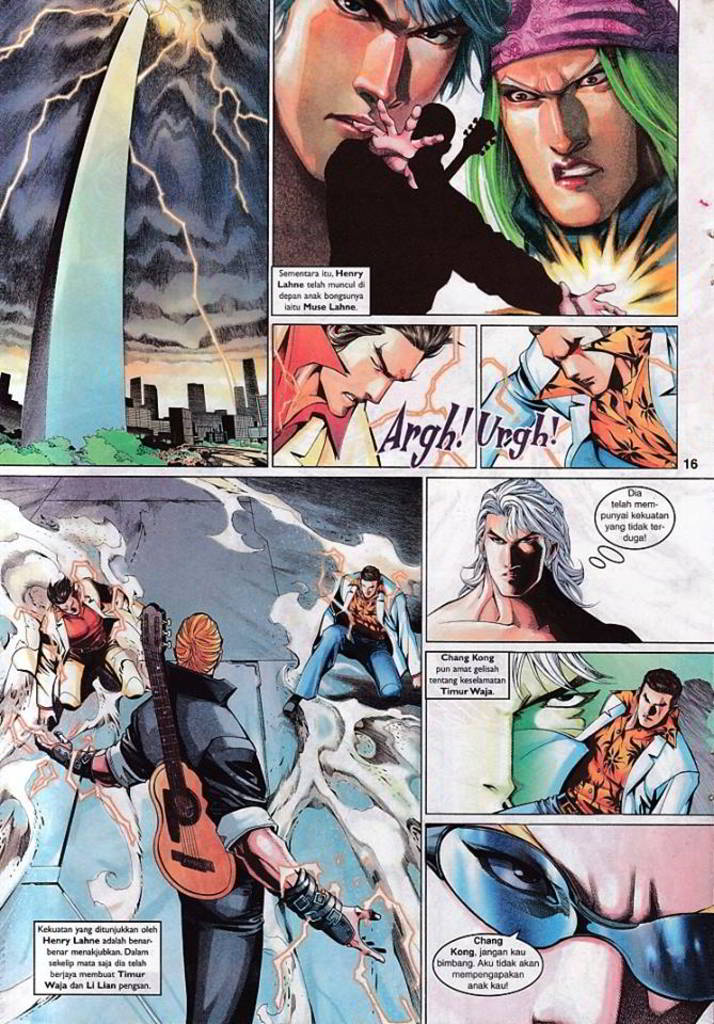 Sementara itu, Henry
Lahne telah muncul di
depan anak bongsunya
iaitu Muse Lahne.
Argh! Urgh!
16
Dia
telah mem-
punyai kekuatan
yang tidak ter-
duga!
Chang Kong
pun amat gelisah
tentang keselamatan
Timur Waja.
Kekuatan yang ditunjukkan oleh
Henry Lahne adalah benar-
benar menakjubkan. Dalam
sekelip mata saja dia telah
berjaya membuat Timur
Waja dan Li Lian pengsan.
Chang
Kong, jangan kau
bimbang. Aku tidak akan
mempengapakan
anak kau!